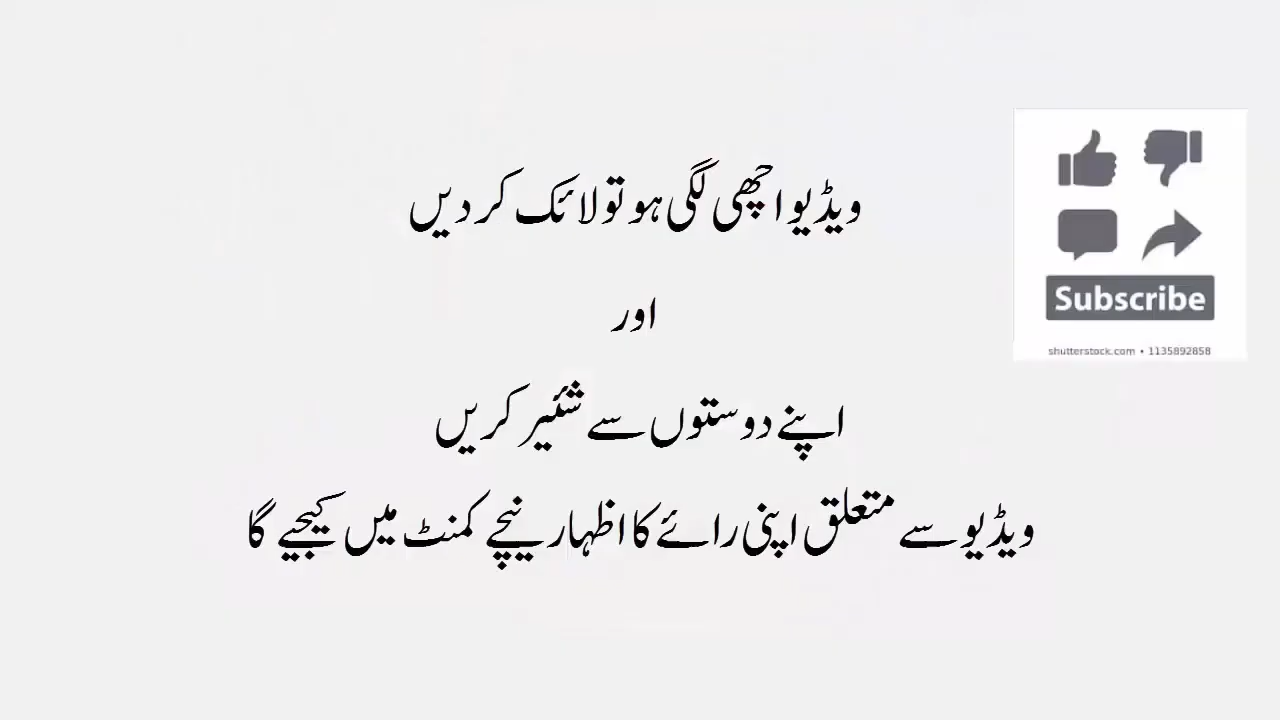 ویڈیو اچھی لگی ہو تو لائک کر دیں
اور
اپنے دوستوں سے شئیر کریں
ویڈیو سے متعلق اپنی رائے کا اظہار نیچے کمنٹ میں کیجیے گا
Subscribe
shutterstock.com • 1135892858